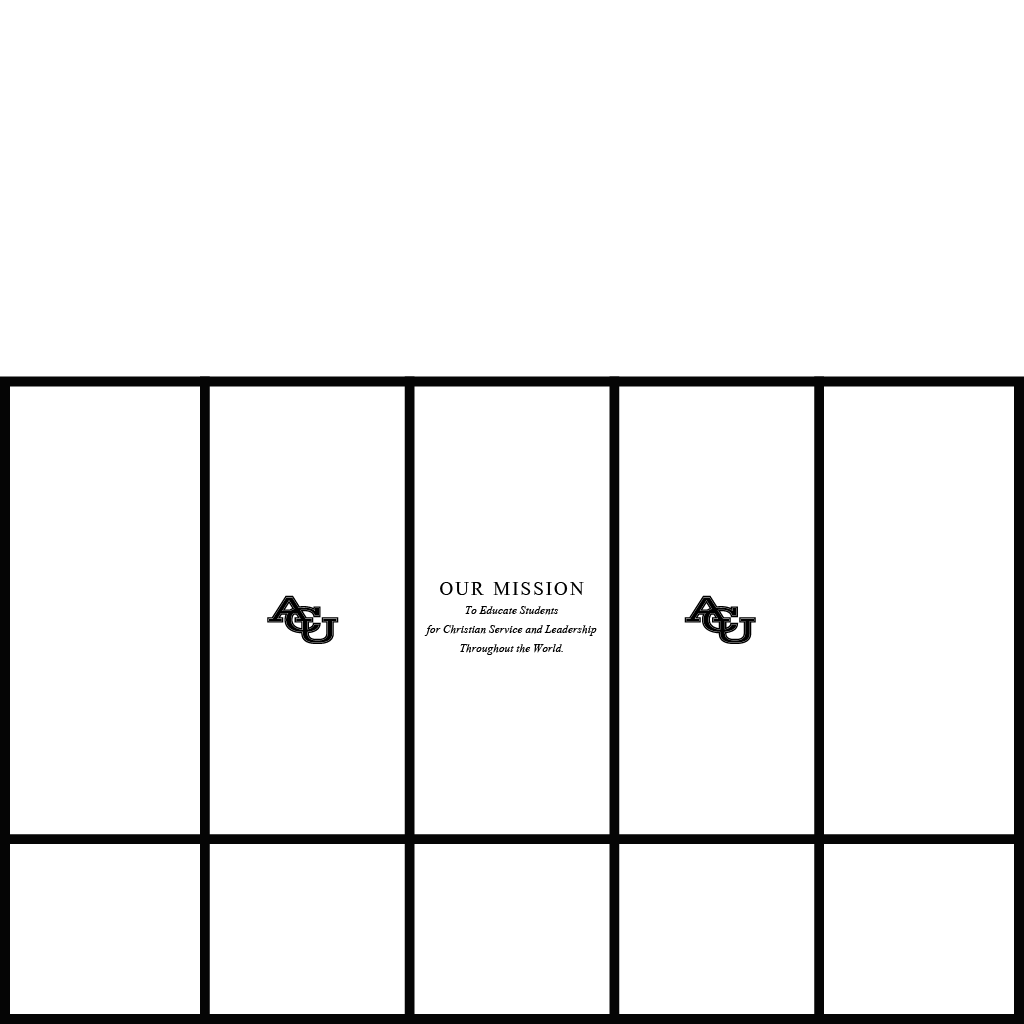 ACU
OUR MISSION
To Educate Students
for Christian Service and Leadership
Throughout the World.
ACU